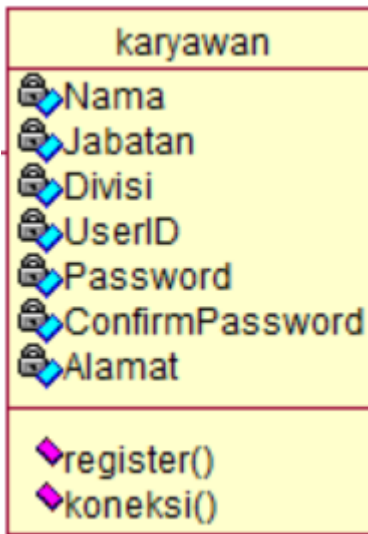 karyawan
Nama
Jabatan
Divisi
UserID
Password
ConfirmPassword
Alamat
register()
koneksi()